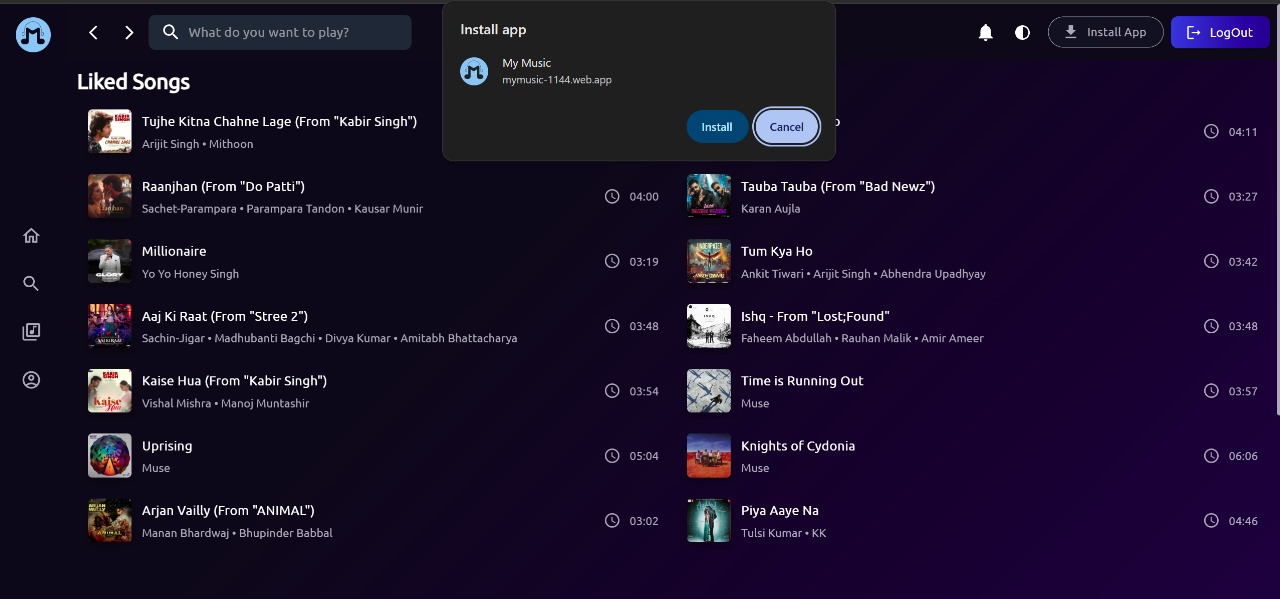 What do you want to play?
Install app
My Music
mymusic-1144.web.app
Install
Cancel
Install App
LogOut
Liked Songs
Tujhe Kitna Chahne Lage (From "Kabir Singh")
Arijit Singh • Mithoon
04:11
Raanjhan (From "Do Patti")
Sachet-Parampara • Parampara Tandon • Kausar Munir
04:00
Tauba Tauba (From "Bad Newz")
Karan Aujla
03:27
Millionaire
Yo Yo Honey Singh
03:19
GLORY
Tum Kya Ho
Ankit Tiwari • Arijit Singh • Abhendra Upadhyay
03:42
Aaj Ki Raat (From "Stree 2")
Sachin-Jigar • Madhubanti Bagchi • Divya Kumar • Amitabh Bhattacharya
03:48
Ishq - From "Lost;Found"
Faheem Abdullah • Rauhan Malik • Amir Ameer
03:48
Kaise Hua (From "Kabir Singh")
Vishal Mishra • Manoj Muntashir
03:54
Kaise Hua
Time is Running Out
Muse
03:57
Uprising
Muse
05:04
Knights of Cydonia
Muse
06:06
Arjan Vailly (From "ANIMAL")
Manan Bhardwaj • Bhupinder Babbal
03:02
ANIMAL
Piya Aaye Na
Tulsi Kumar • KK
04:46